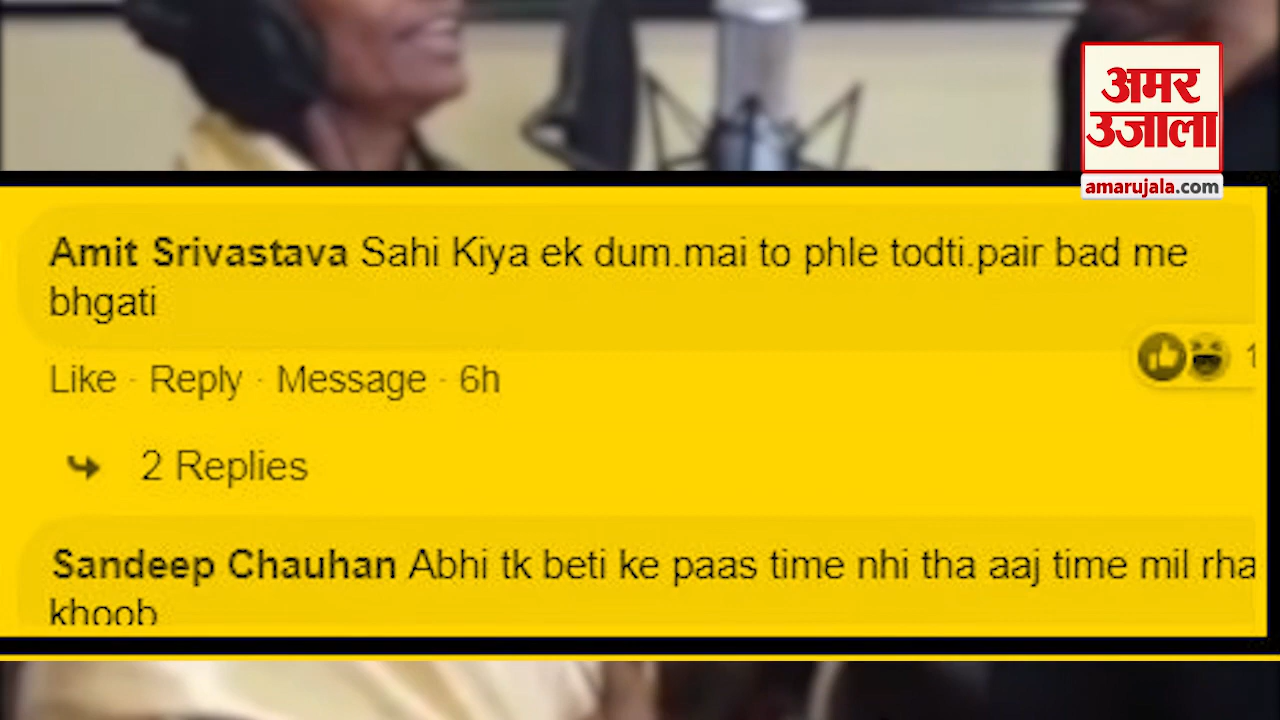 अमर
उजाला
amarujala.com
Amit Srivastava Sahi Kiya ek dum.mai to phle todti.pair bad me
bhgati
1
Like · Reply · Message · 6h
2 Replies
Sandeep Chauhan Abhi tk beti ke paas time nhi tha aaj time mil rha
khoob